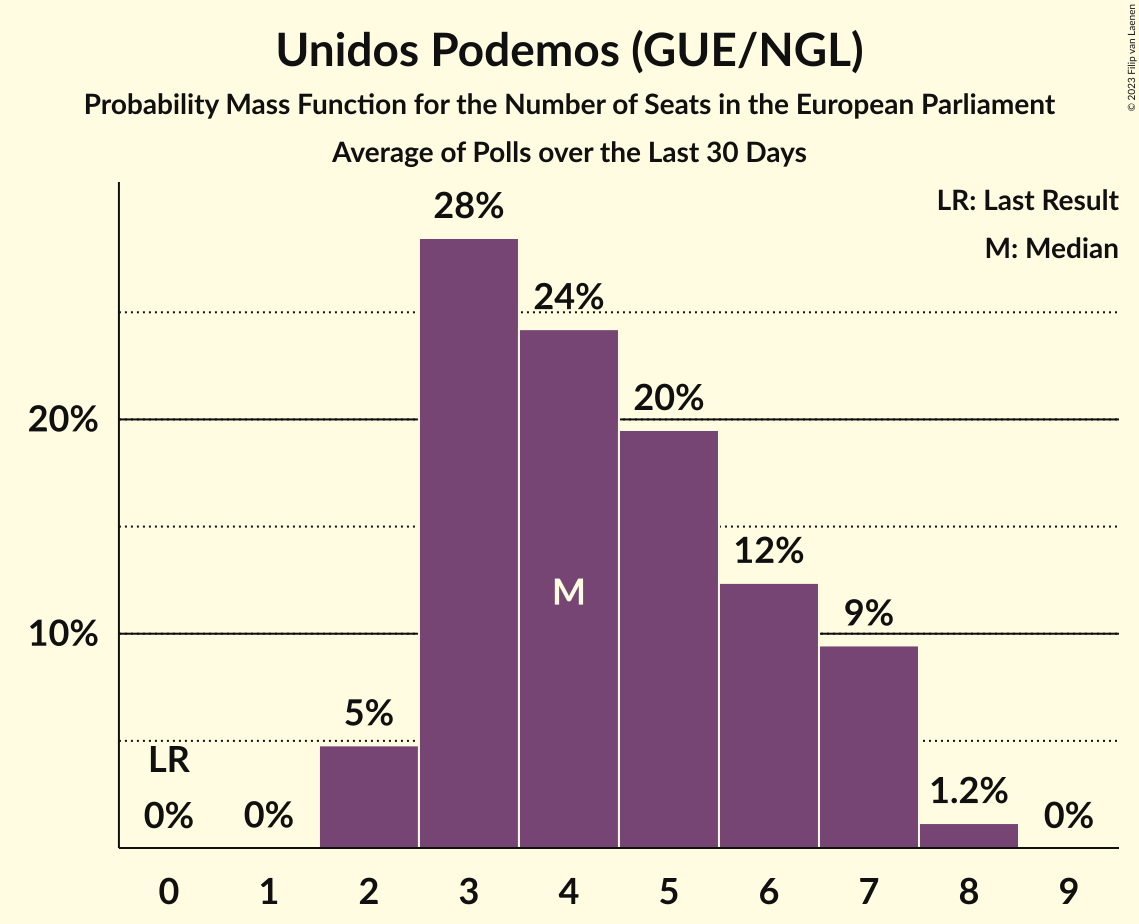 Unidos Podemos (GUE/NGL)
Probability Mass Function for the Number of Seats in the European Parliament
Average of Polls over the Last 30 Days
© 2023 Filip van Laenen
LR: Last Result
M: Median
28%
24%
20%
20%
12%
M
9%
10%
5%
LR
1.2%
0%
0%
0%
0 1 2 3 4 5 6 7 8 9